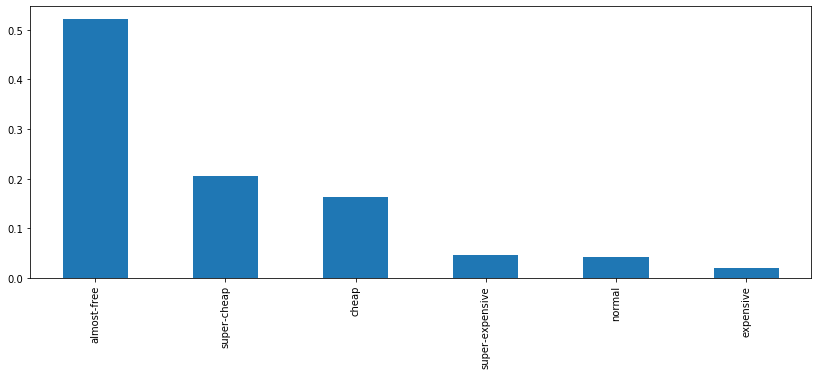 0.5
0.4
0.3
0.2
0.1
0.0
almost-free
super-cheap
cheap
super-expensive
normal
expensive